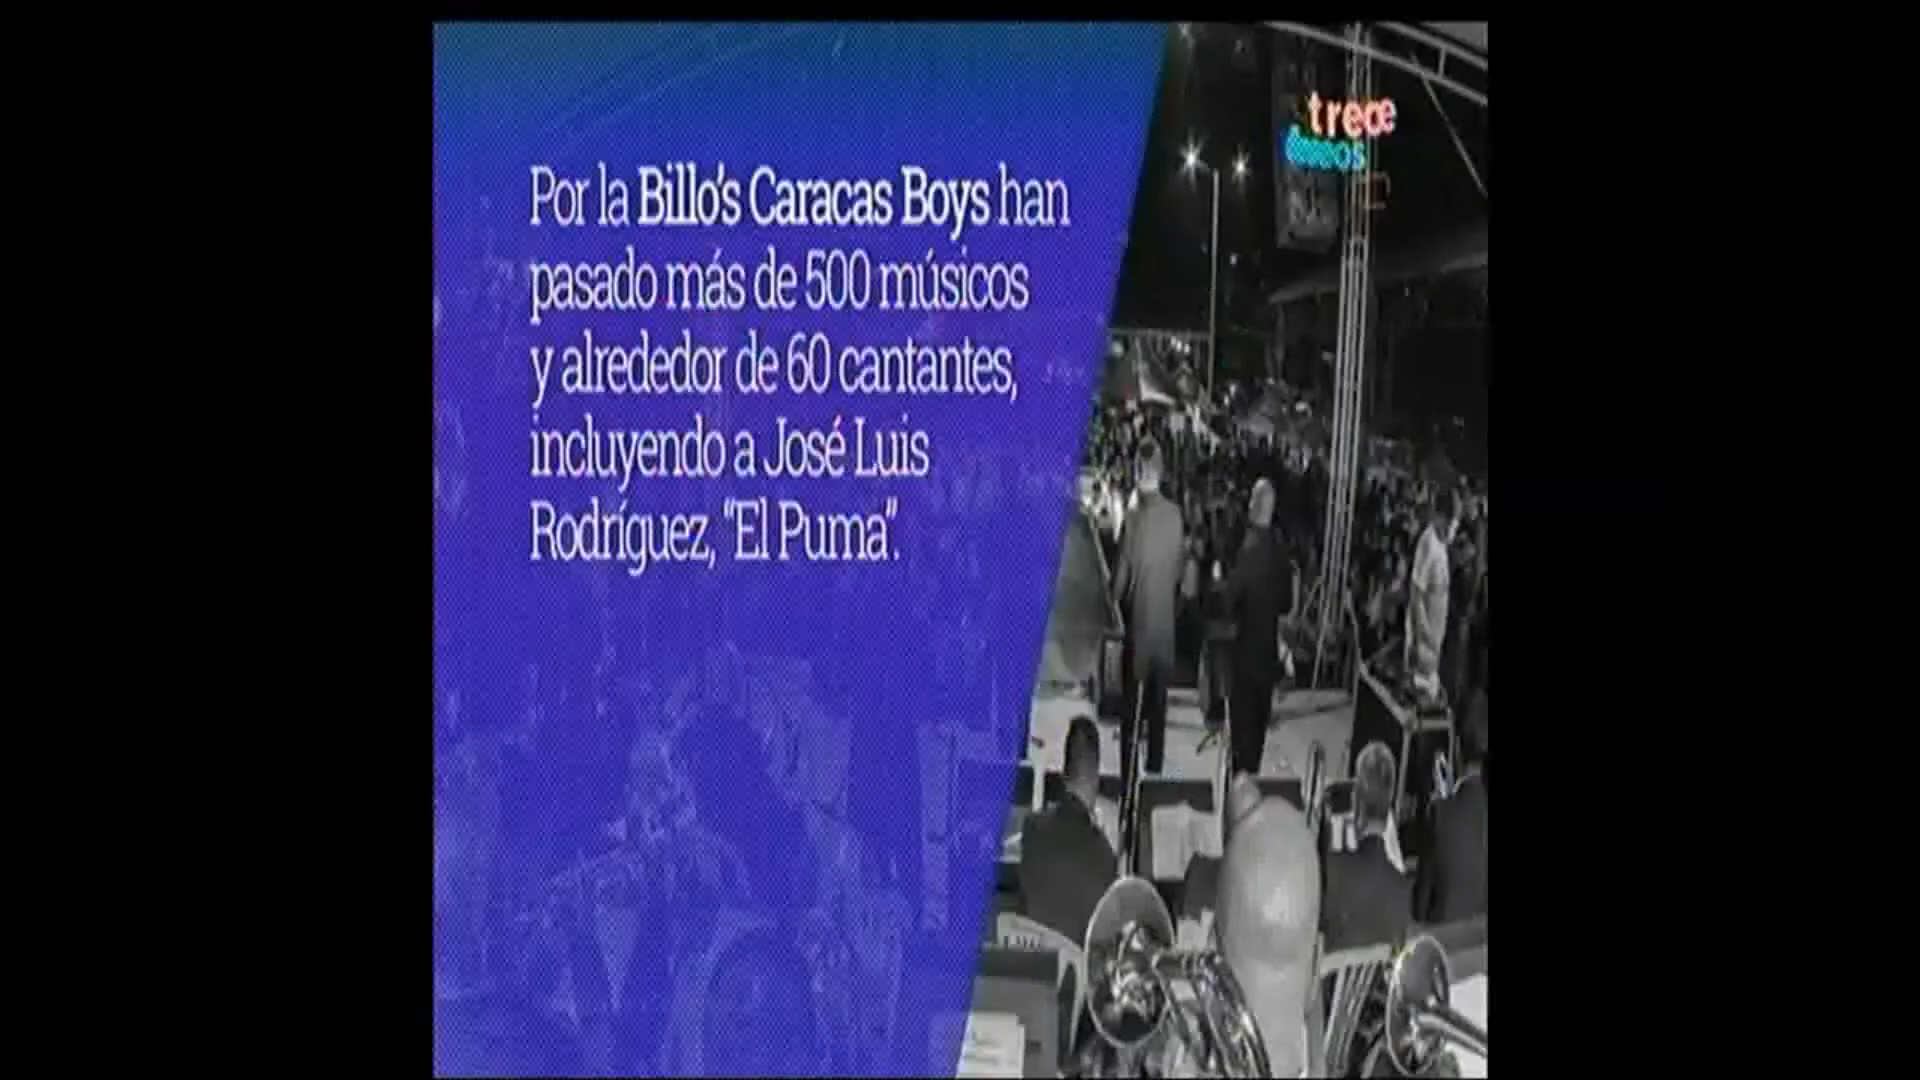 Por la Billo's Caracas Boys han
pasado más de 500 músicos
y alrededor de 60 cantantes,
incluyendo a José Luis
Rodríguez, “El Puma”.
trece